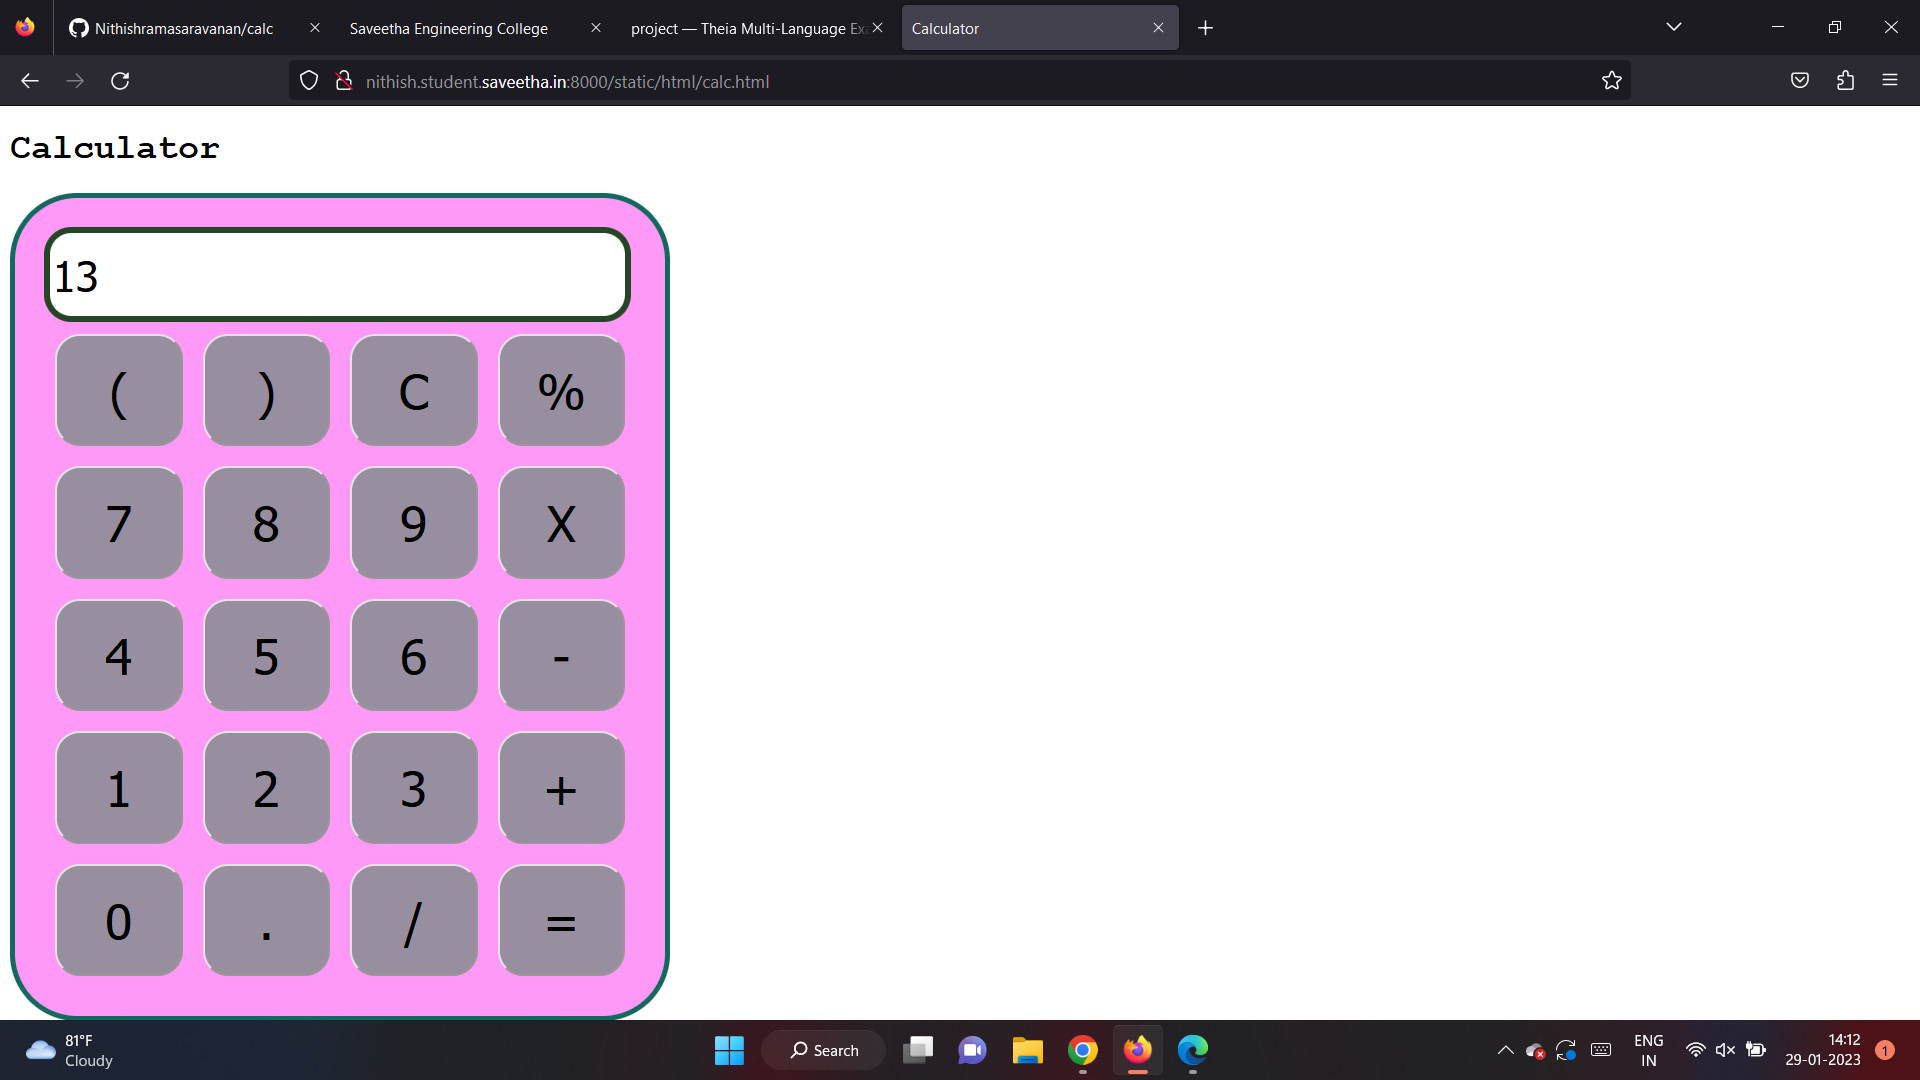 Nithishramasaravanan/calc
Saveetha Engineering College
project — Theia Multi-Language Ex
Calculator
nithish.student.saveetha.in:8000/static/html/calc.html
Calculator
13
( ) C %
7 8 9 X
4 5 6 -
1 2 3 +
0 . / =
81°F
Cloudy
Search
ENG
IN
14:12
29-01-2023
1